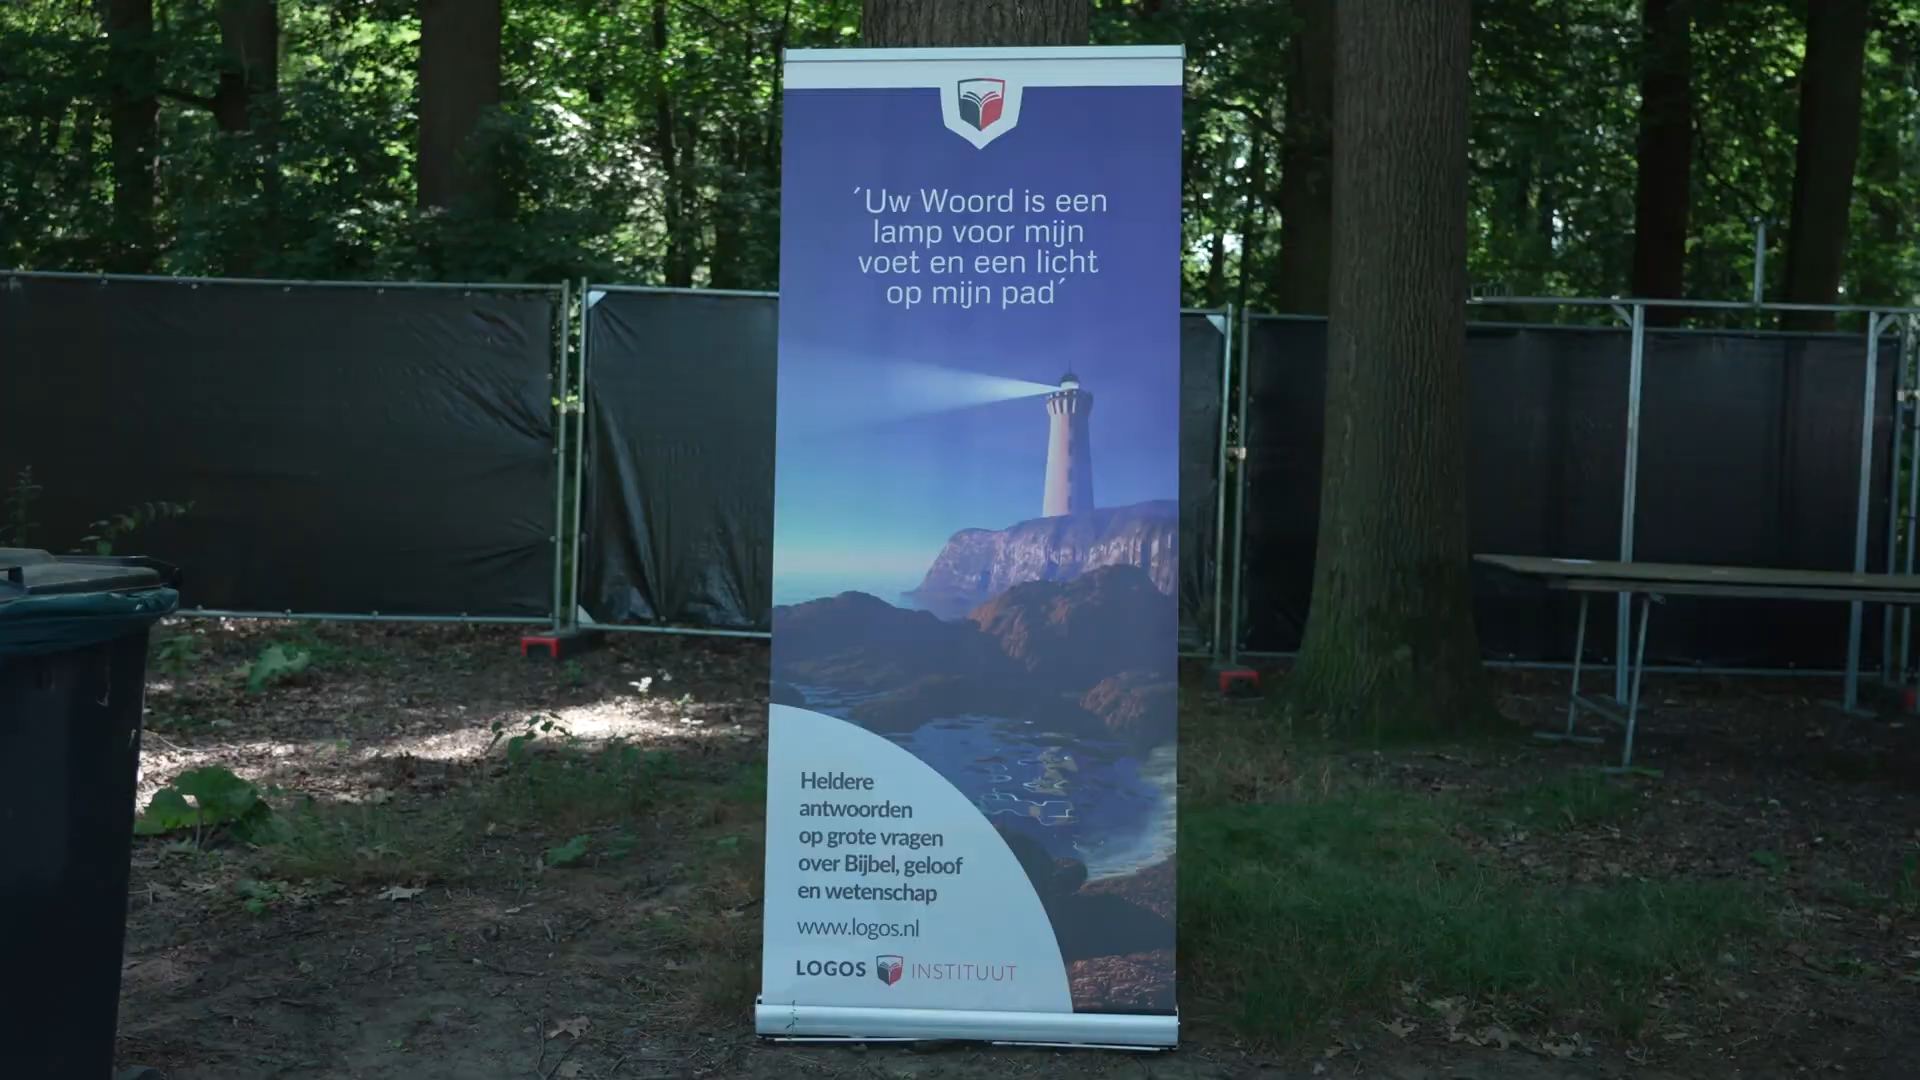 ´Uw Woord is een
lamp voor mijn
voet en een licht
op mijn pad´
Heldere
antwoorden
op grote vragen
over Bijbel, geloof
en wetenschap
www.logos.nl
LOGOS INSTITUUT